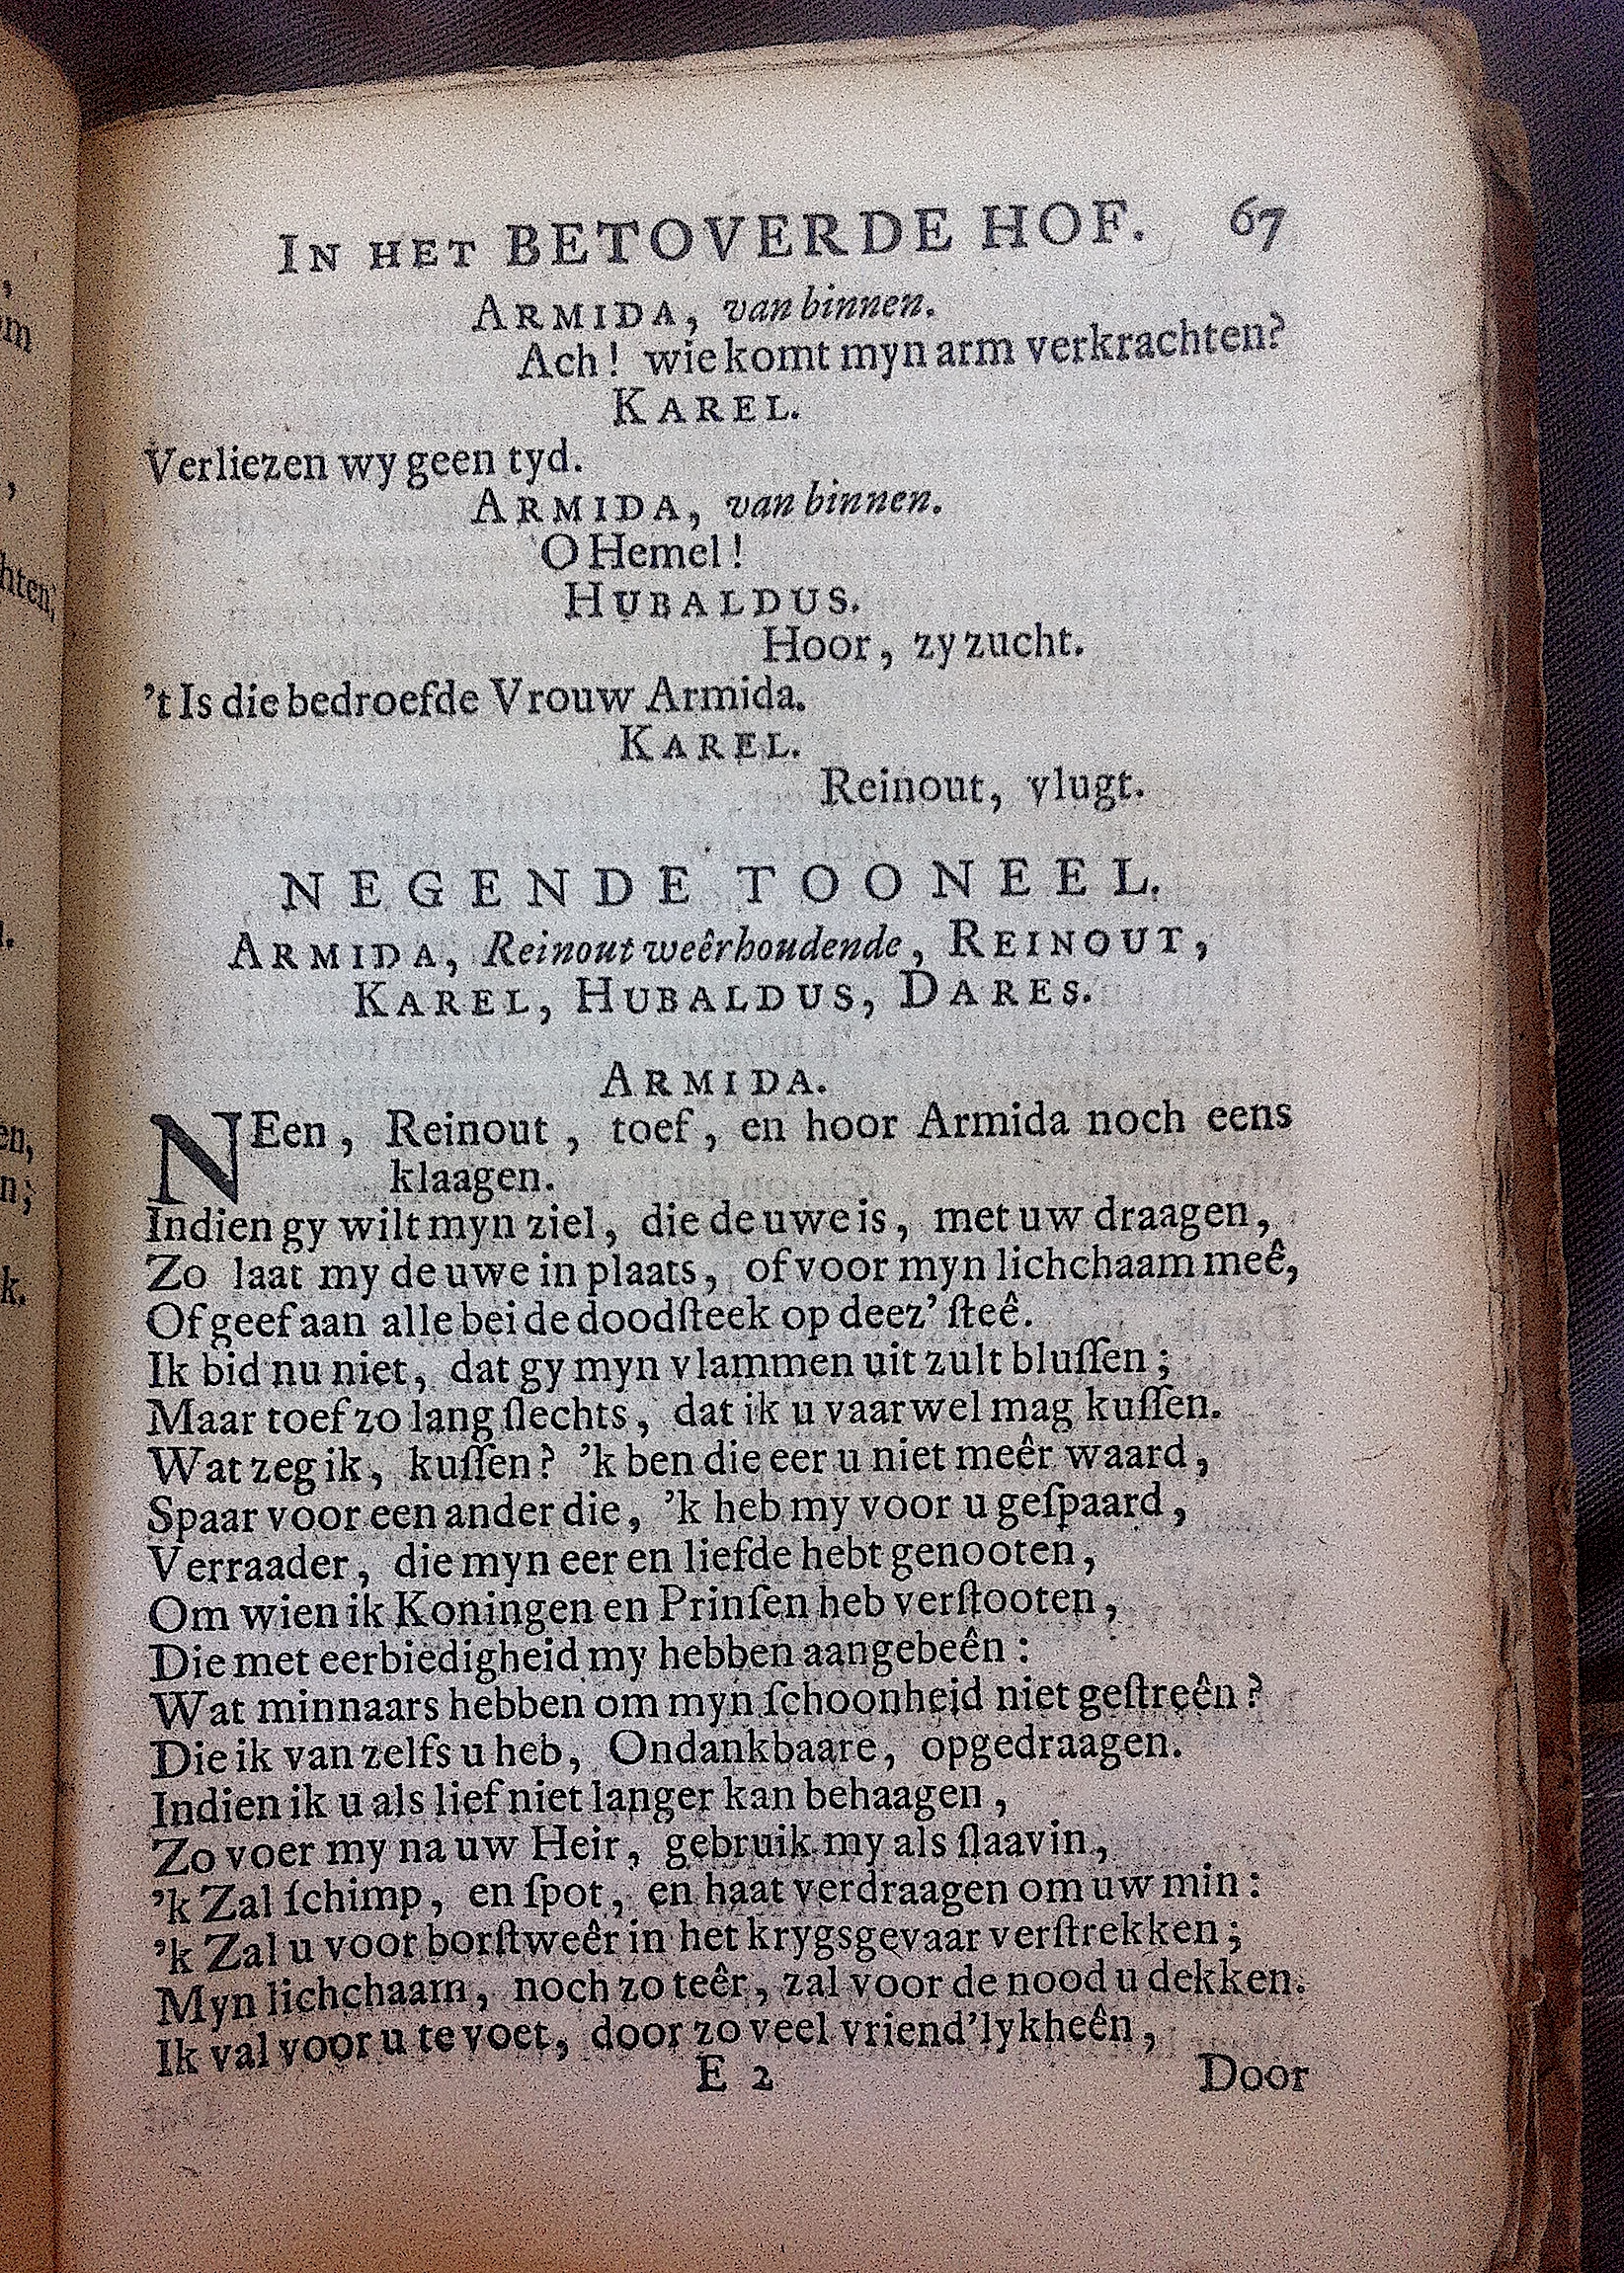 IN HET BETOVERDE HOF. 67
ARMIDA, van binnen.
Ach! wie komt myn arm verkrachten?
KAREL.
Verliezen wy geen tyd.
ARMIDA, van binnen.
O Hemel!
HUBALDUS.
Hoor, zy zucht.
’t Is die bedroefde Vrouw Armida.
KAREL.
Reinout, vlugt.
NEGENDE TOONEEL.
ARMIDA, Reinout weêrhoudende, REINOUT,
KAREL, HUBALDUS, DARES.
ARMIDA.
NEen, Reinout, toef, en hoor Armida noch eens
klaagen.
Indien gy wilt myn ziel, die de uwe is, met uw draagen,
Zo laat my de uwe in plaats, of voor myn lichchaam meê,
Of geef aan alle bei de doodſteek op deez’ ſteê.
Ik bid nu niet, dat gy myn vlammen uit zult bluſſen;
Maar toef zo lang ſlechts, dat ik u vaar wel mag kuſſen.
Wat zeg ik, kuſſen? ’k ben die eer u niet meêr waard,
Spaar voor een ander die, ’k heb my voor u geſpaard,
Verraader, die myn eer en liefde hebt genooten,
Om wien ik Koningen en Prinſen heb verſtooten,
Die met eerbiedigheid my hebben aangebeên:
Wat minnaars hebben om myn ſchoonheid niet geſtreên?
Die ik van zelfs u heb, Ondankbaare, opgedraagen.
Indien ik u als lief niet langer kan behaagen,
Zo voer my na uw Heir, gebruik my als ſlaavin,
’k Zal ſchimp, en ſpot, en haat verdraagen om uw min:
’k Zal u voor borſtweêr in het krygsgevaar verſtrekken;
Myn lichchaam, noch zo teêr, zal voor de nood u dekken.
Ik val voor u te voet, door zo veel vriend’lykheên,
E 2 Door
,
m
,
hten;
en,
n;
k.